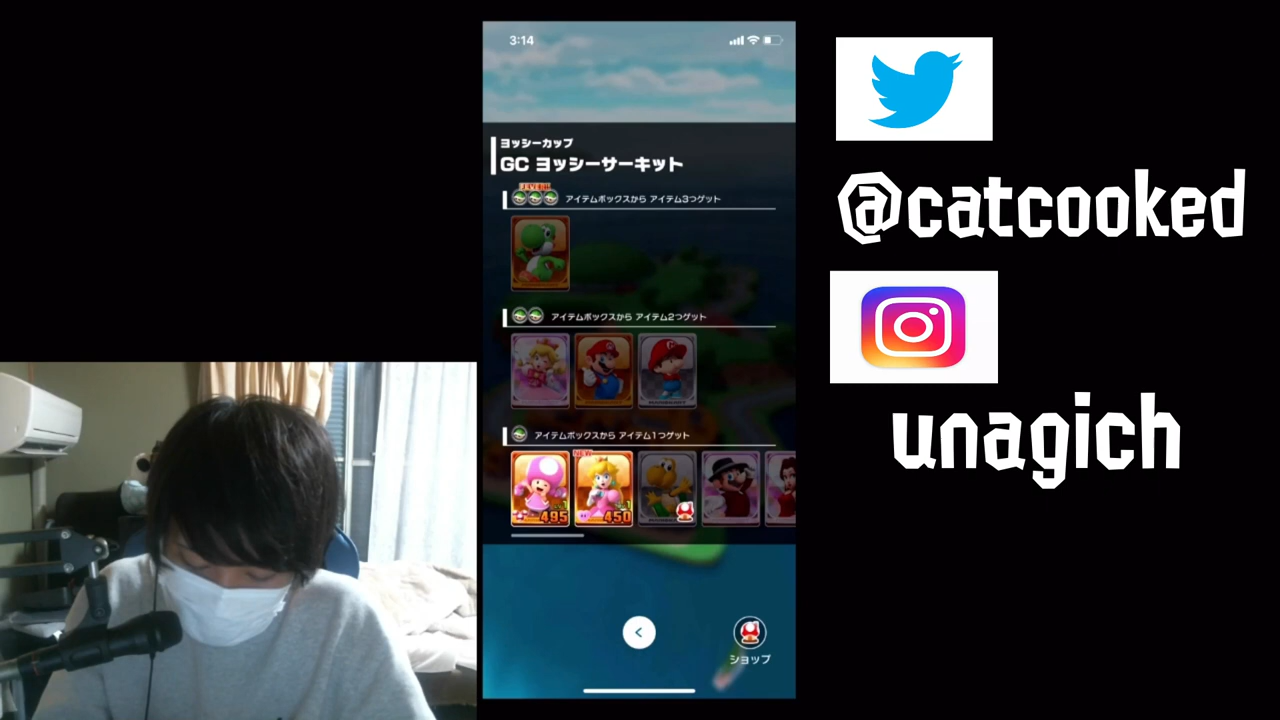 3:14
ヨッシーカップ
GC ヨッシーサーキット
アイテムボックスから アイテム3つゲット
アイテムボックスから アイテム2つゲット
アイテムボックスから アイテム1つゲット
NEW
495
450
ショップ
@catcooked
unagich